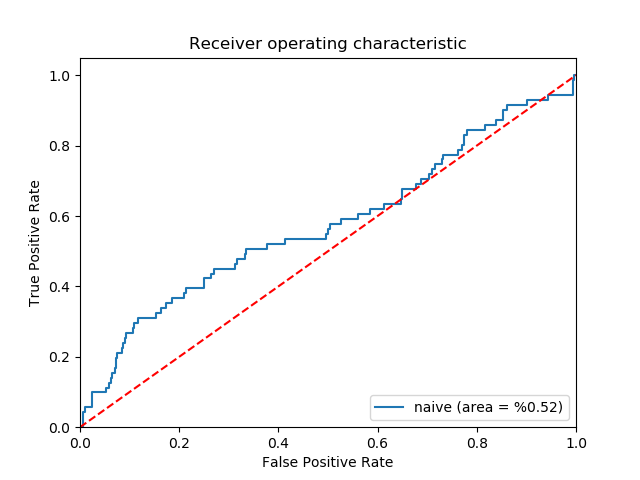 Receiver operating characteristic
1.0
0.8
0.6
0.4
0.2
0.0
True Positive Rate
naive (area = %0.52)
0.0 0.2 0.4 0.6 0.8 1.0
False Positive Rate